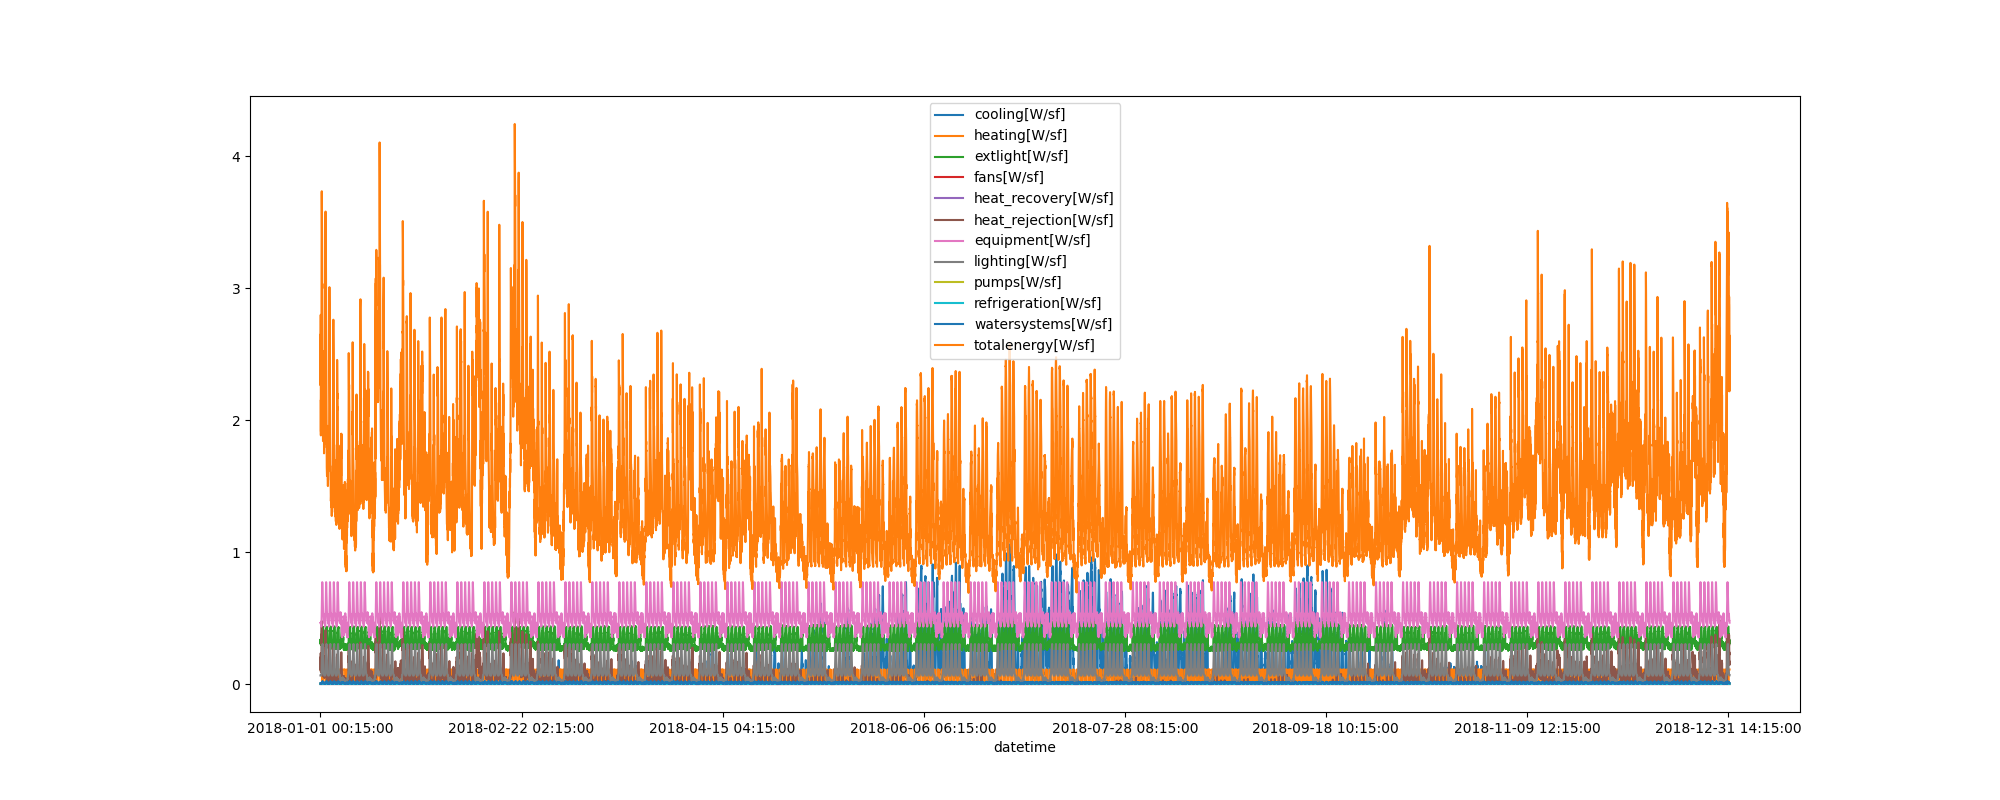 cooling[W/sf]
heating[W/sf]
extlight[W/sf]
fans[W/sf]
heat_recovery[W/sf]
heat_rejection[W/sf]
equipment[W/sf]
lighting[W/sf]
pumps[W/sf]
refrigeration[W/sf]
watersystems[W/sf]
totalenergy[W/sf]
4
3
2
1
0
2018-01-01 00:15:00 2018-02-22 02:15:00 2018-04-15 04:15:00 2018-06-06 06:15:00 2018-07-28 08:15:00 2018-09-18 10:15:00 2018-11-09 12:15:00 2018-12-31 14:15:00
datetime